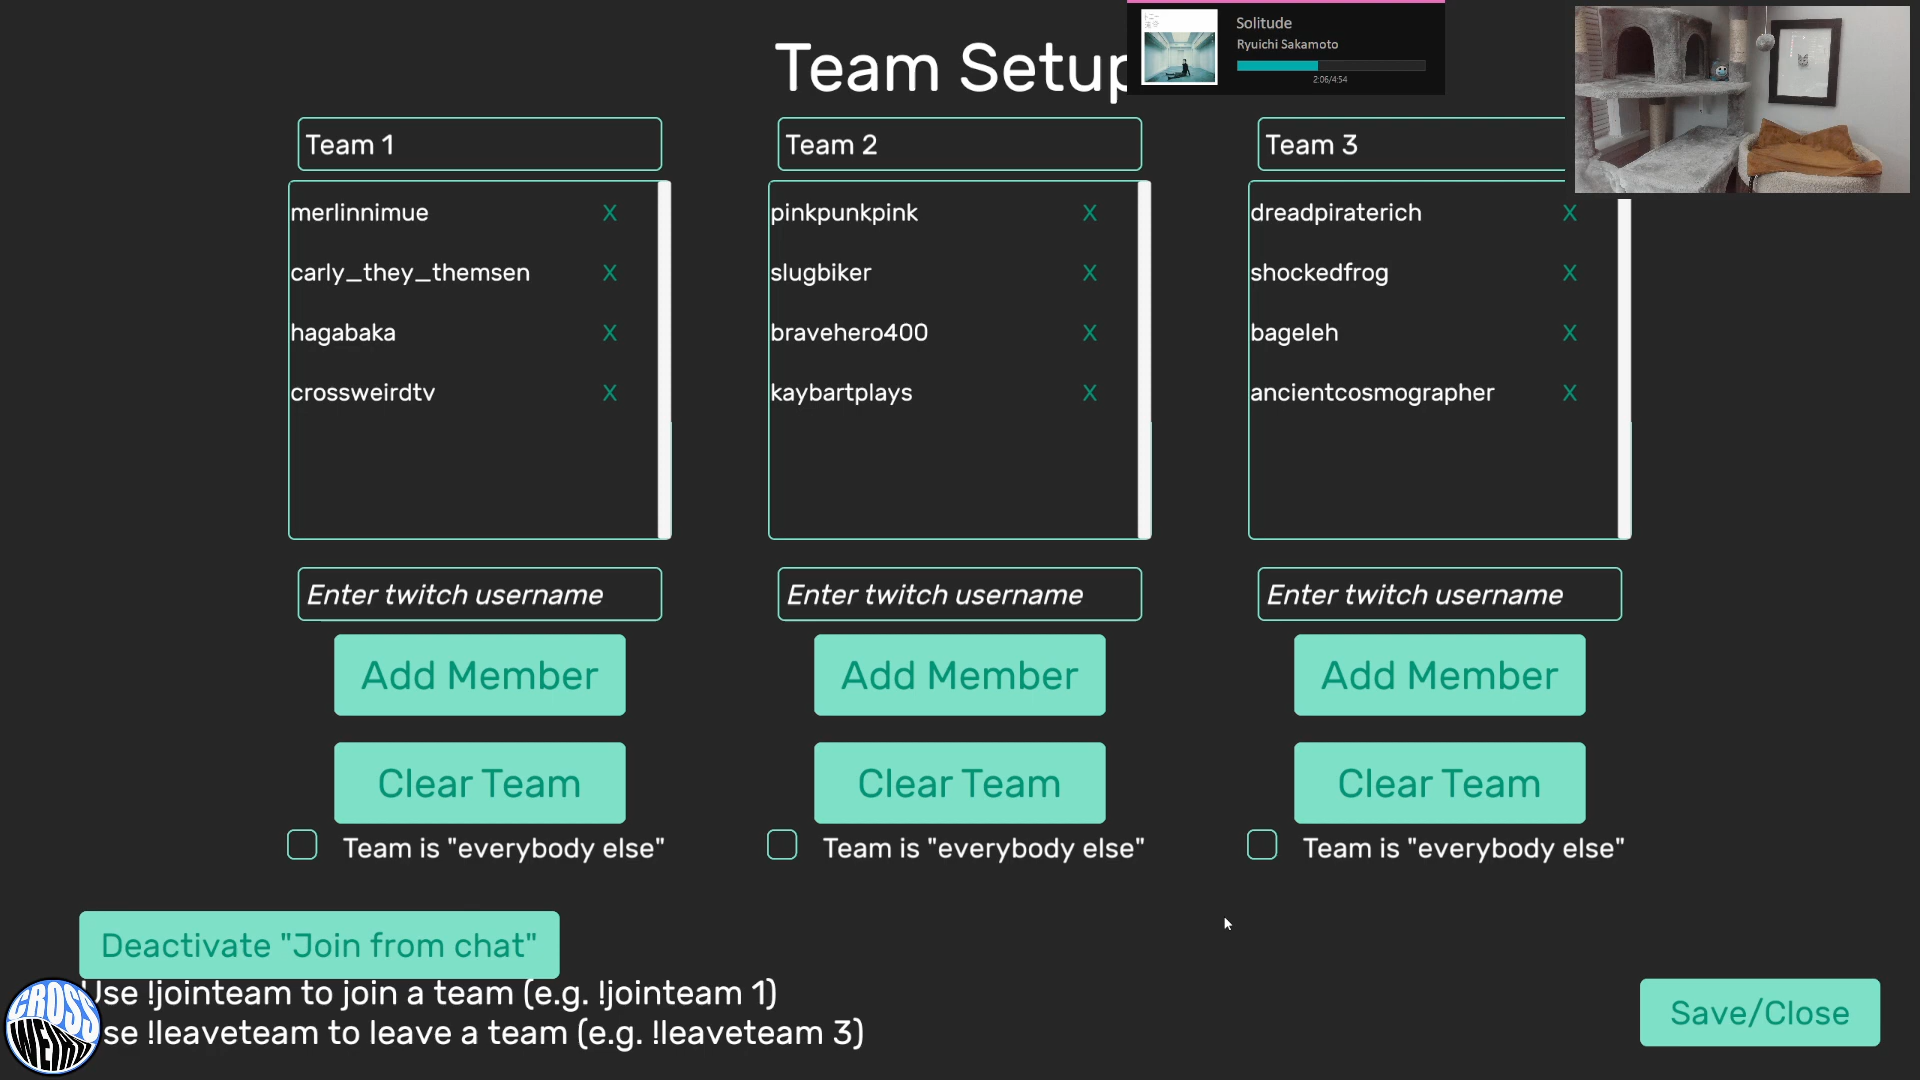 Team Setup
Solitude
Ryuichi Sakamoto
2:06/4:54
Team 1
Team 2
Team 3
merlinnimue X
pinkpunkpink X
dreadpiraterich X
carly_they_themsen X
slugbiker X
shockedfrog X
hagabaka X
bravehero400 X
bageleh X
crossweirdtv X
kaybartplays X
ancientcosmographer X
Enter twitch username
Enter twitch username
Enter twitch username
Add Member
Add Member
Add Member
Clear Team
Clear Team
Clear Team
Team is "everybody else"
Team is "everybody else"
Team is "everybody else"
Deactivate "Join from chat"
Use !jointeam to join a team (e.g. !jointeam 1)
Use !leaveteam to leave a team (e.g. !leaveteam 3)
CROSS
WEIRD
Save/Close